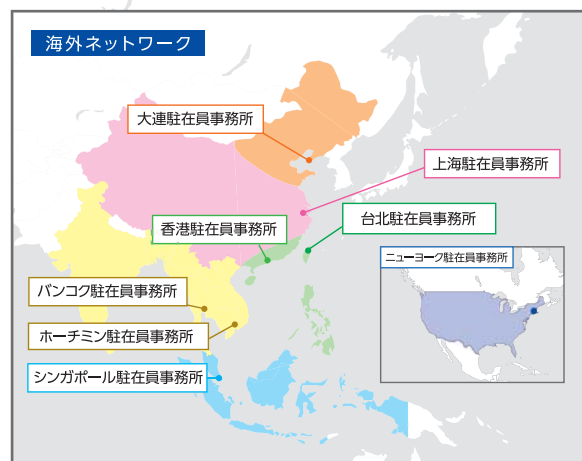 海外ネットワーク
大連駐在員事務所
上海駐在員事務所
台北駐在員事務所
香港駐在員事務所
ニューヨーク駐在員事務所
バンコク駐在員事務所
ホーチミン駐在員事務所
シンガポール駐在員事務所